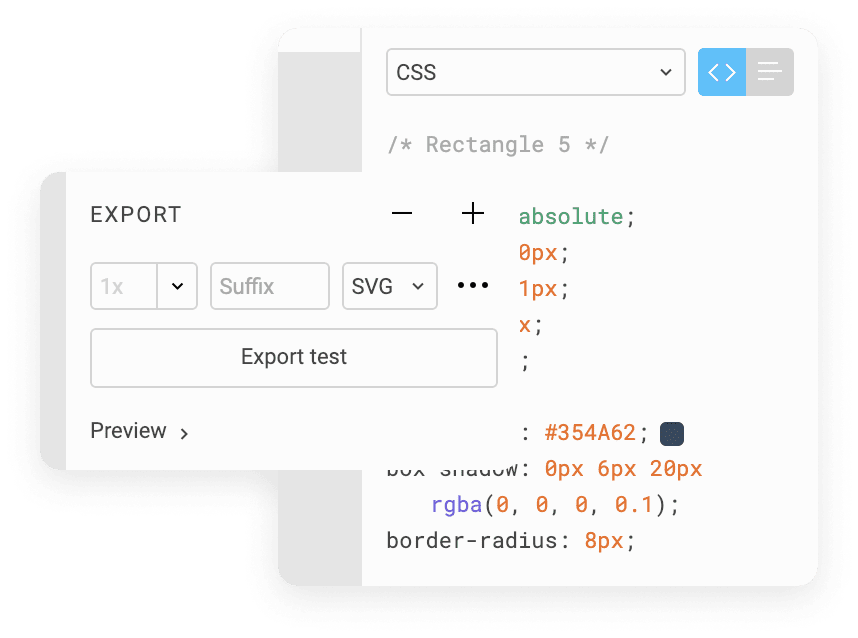 CSS
/* Rectangle 5 */
EXPORT
absolute;
0px;
1x
Suffix
SVG
1px;
x;
Export test
;
Preview
: #354A62;
box-shadow: 0px 6px 20px
rgba(0, 0, 0, 0.1);
border-radius: 8px;